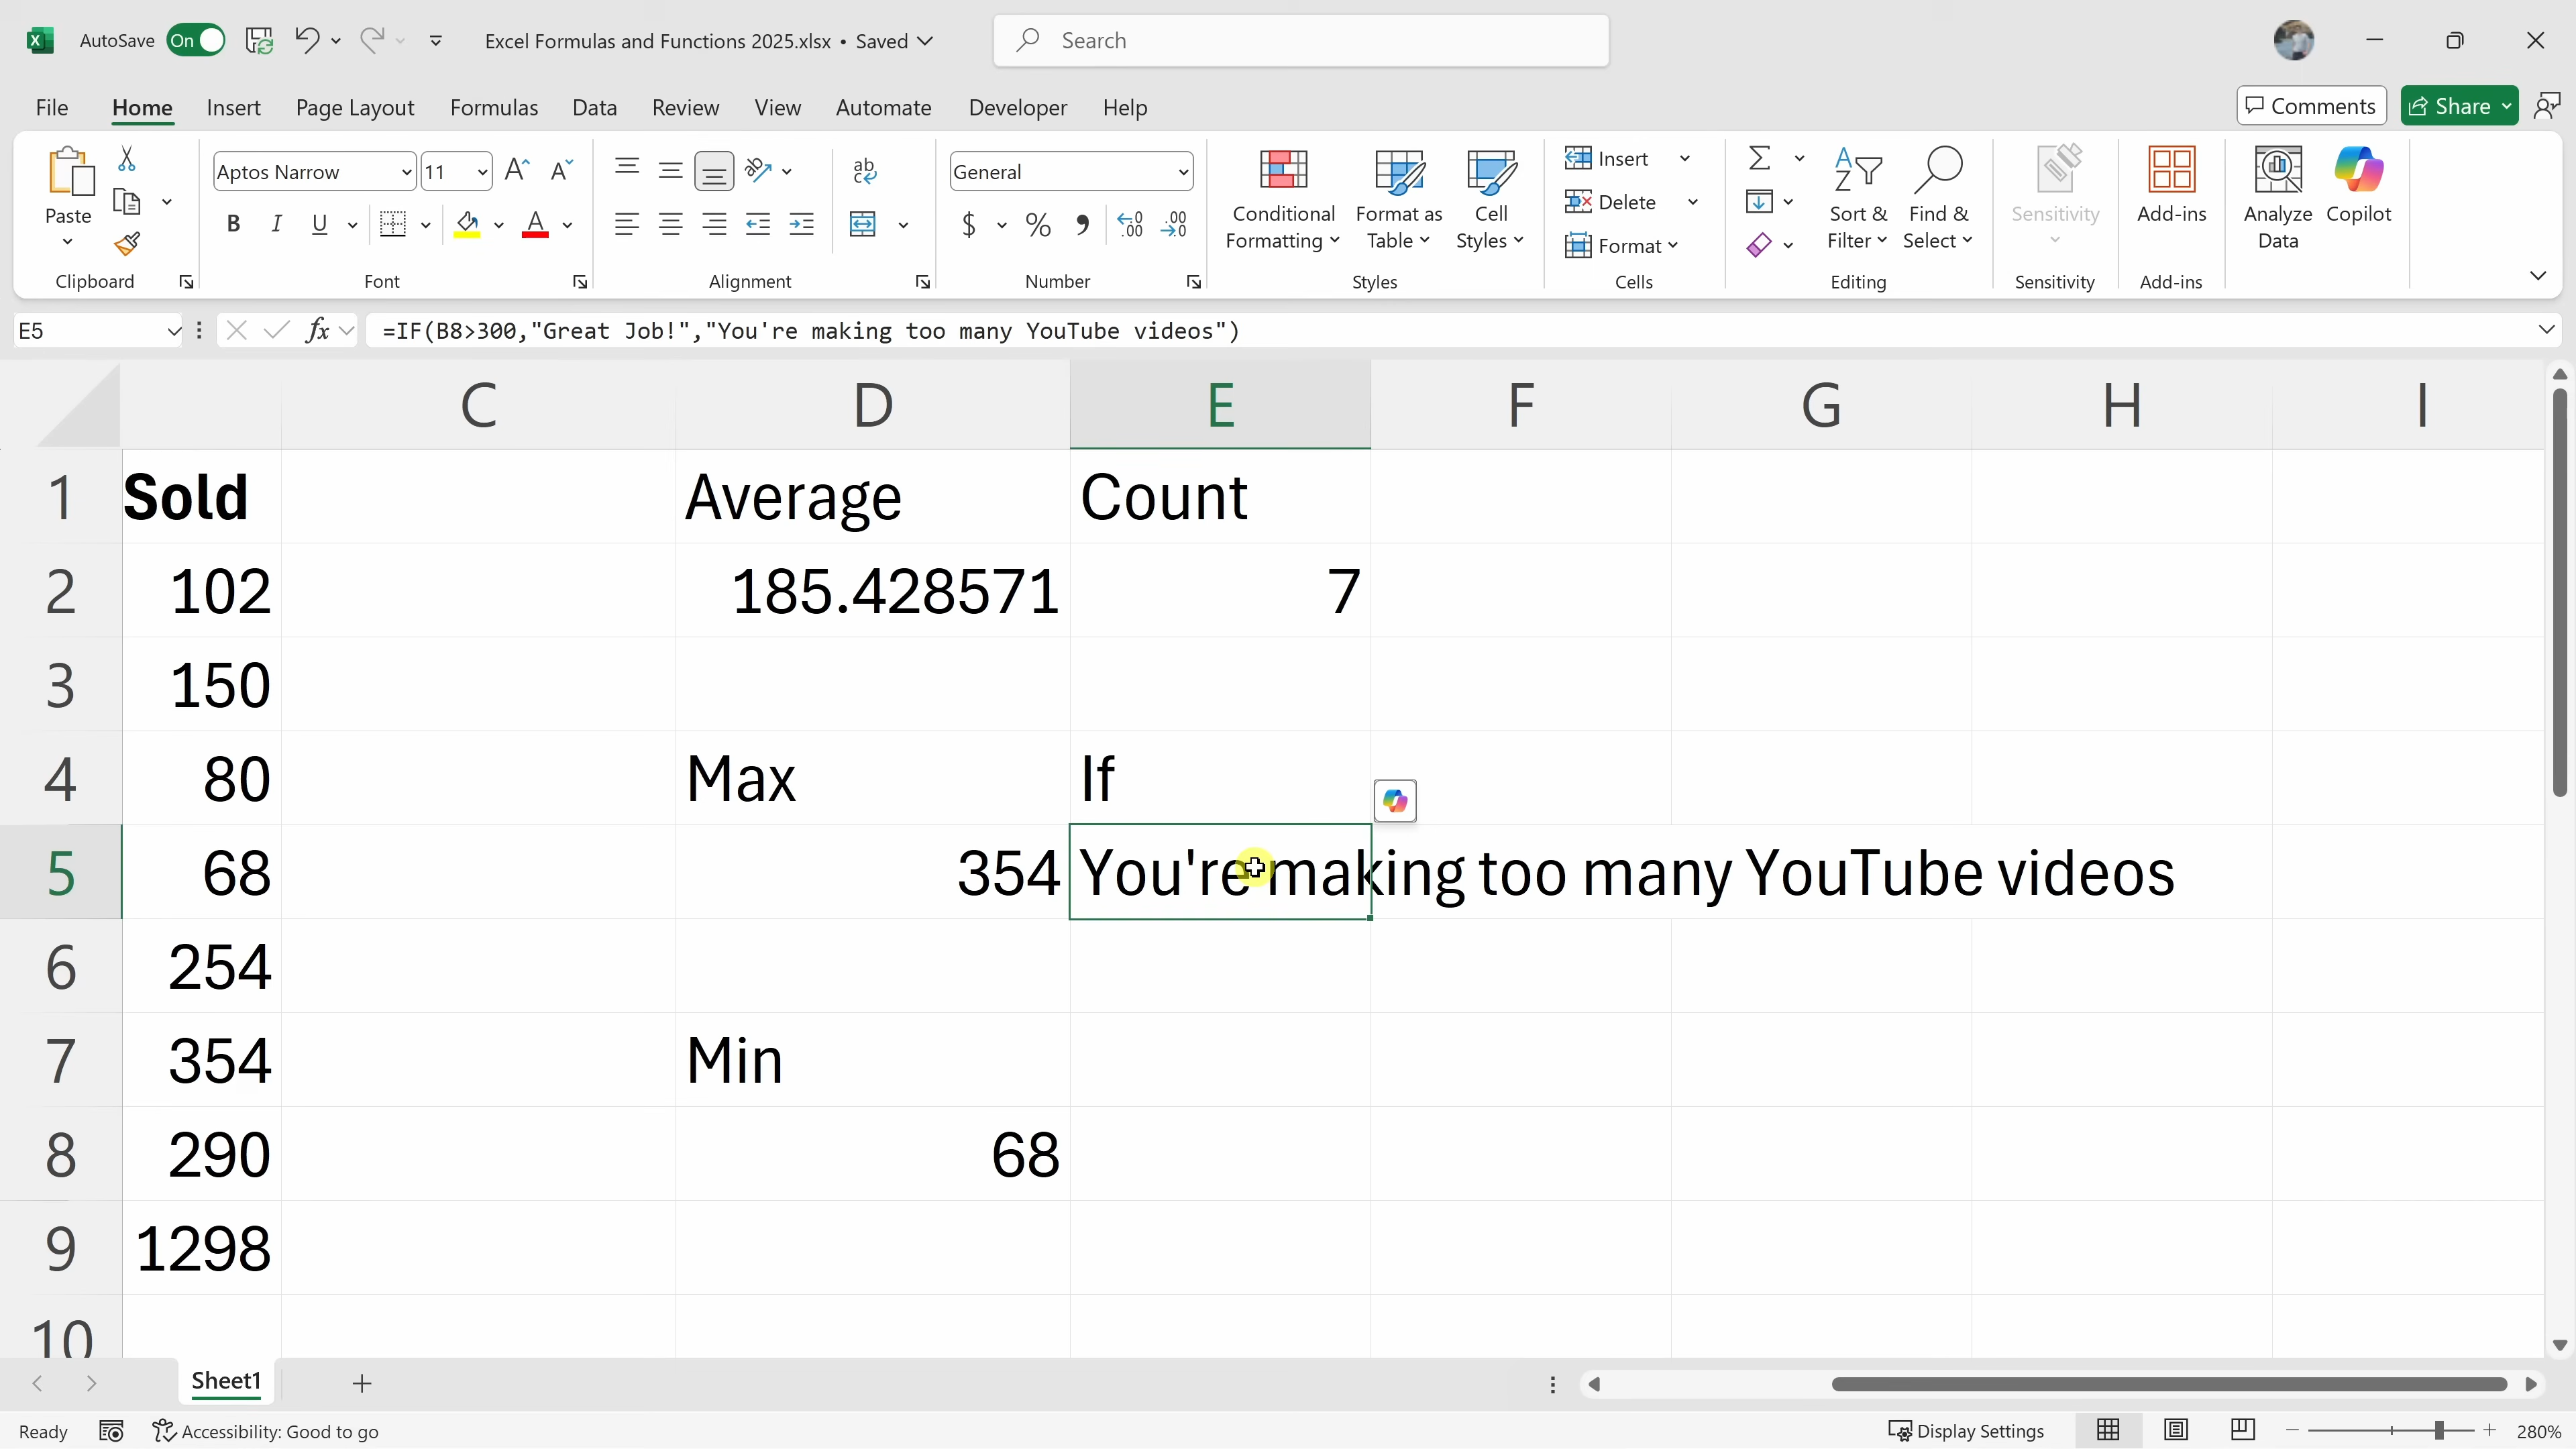 AutoSave On Excel Formulas and Functions 2025.xlsx • Saved Search
File Home Insert Page Layout Formulas Data Review View Automate Developer Help Comments Share
Paste
Clipboard
Aptos Narrow 11
B I U A
Font
ab
c
Alignment
General
$ % , .00 .00
Number
Conditional Formatting
Format as Table
Cell Styles
Styles
Insert
Delete
Format
Cells
Sort & Filter
Find & Select
Editing
Sensitivity
Sensitivity
Add-ins
Add-ins
Analyze Data
Copilot
E5 fx =IF(B8>300,"Great Job!","You're making too many YouTube videos")
C D E F G H I
1 Sold Average Count
2 102 185.428571 7
3 150
4 80 Max If
5 68 354 You're making too many YouTube videos
6 254
7 354 Min
8 290 68
9 1298
10
Sheet1
Ready Accessibility: Good to go Display Settings 280%